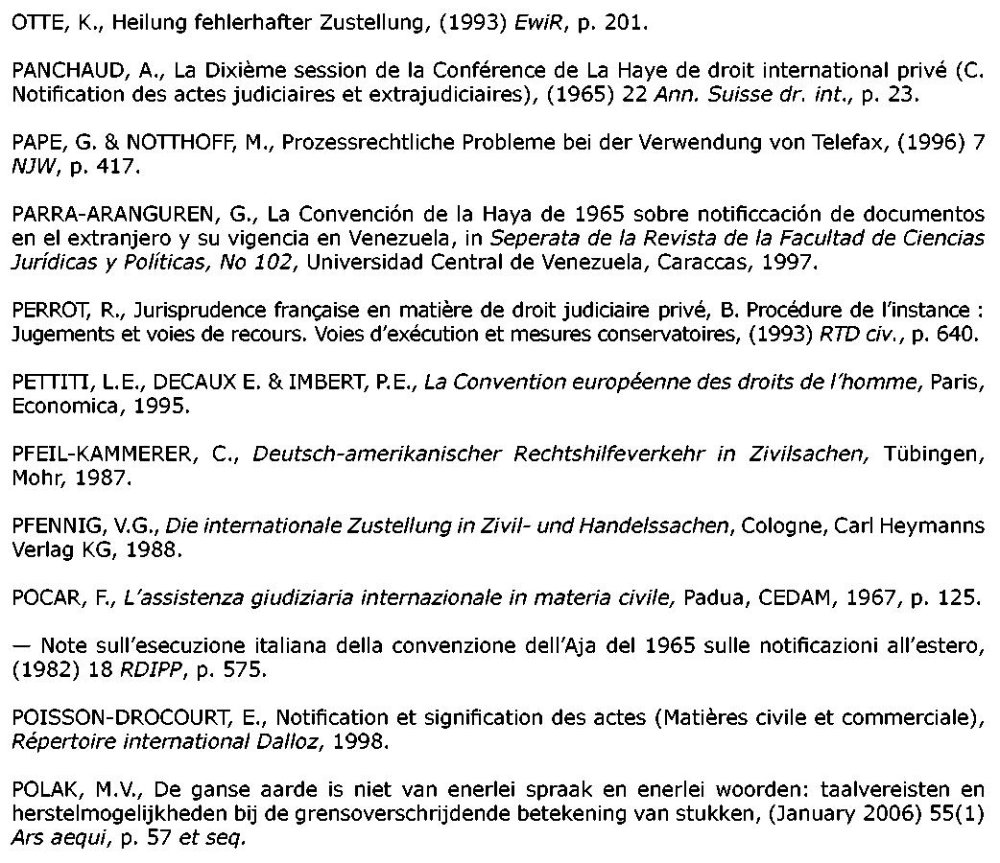 OTTE, K., Heilung fehlerhafter Zustellung, (1993) EwiR, p. 201.
PANCHAUD, A., La Dixième session de la Conférence de La Haye de droit international privé (C.
Notification des actes judiciaires et extrajudiciaires), (1965) 22 Ann. Suisse dr. int., p. 23.
PAPE, G. & NOTTHOFF, M., Prozessrechtliche Probleme bei der Verwendung von Telefax, (1996) 7
NJW, p. 417.
PARRA-ARANGUREN, G., La Convención de la Haya de 1965 sobre notificcación de documentos
en el extranjero y su vigencia en Venezuela, in Seperata de la Revista de la Facultad de Ciencias
Jurídicas y Políticas, No 102, Universidad Central de Venezuela, Caraccas, 1997.
PERROT, R., Jurisprudence française en matière de droit judiciaire privé, B. Procédure de l'instance :
Jugements et voies de recours. Voies d'exécution et mesures conservatoires, (1993) RTD civ., p. 640.
PETTITI, L.E., DECAUX E. & IMBERT, P.E., La Convention européenne des droits de l'homme, Paris,
Economica, 1995.
PFEIL-KAMMERER, C., Deutsch-amerikanischer Rechtshilfeverkehr in Zivilsachen, Tübingen,
Mohr, 1987.
PFENNIG, V.G., Die internationale Zustellung in Zivil- und Handelssachen, Cologne, Carl Heymanns
Verlag KG, 1988.
POCAR, F., L'assistenza giudiziaria internazionale in materia civile, Padua, CEDAM, 1967, p. 125.
— Note sull'esecuzione italiana della convenzione dell'Aja del 1965 sulle notificazioni all'estero,
(1982) 18 RDIPP, p. 575.
POISSON-DROCOURT, E., Notification et signification des actes (Matières civile et commerciale),
Répertoire international Dalloz, 1998.
POLAK, M.V., De ganse aarde is niet van enerlei spraak en enerlei woorden: taalvereisten en
herstelmogelijkheden bij de grensoverschrijdende betekening van stukken, (January 2006) 55(1)
Ars aequi, p. 57 et seq.